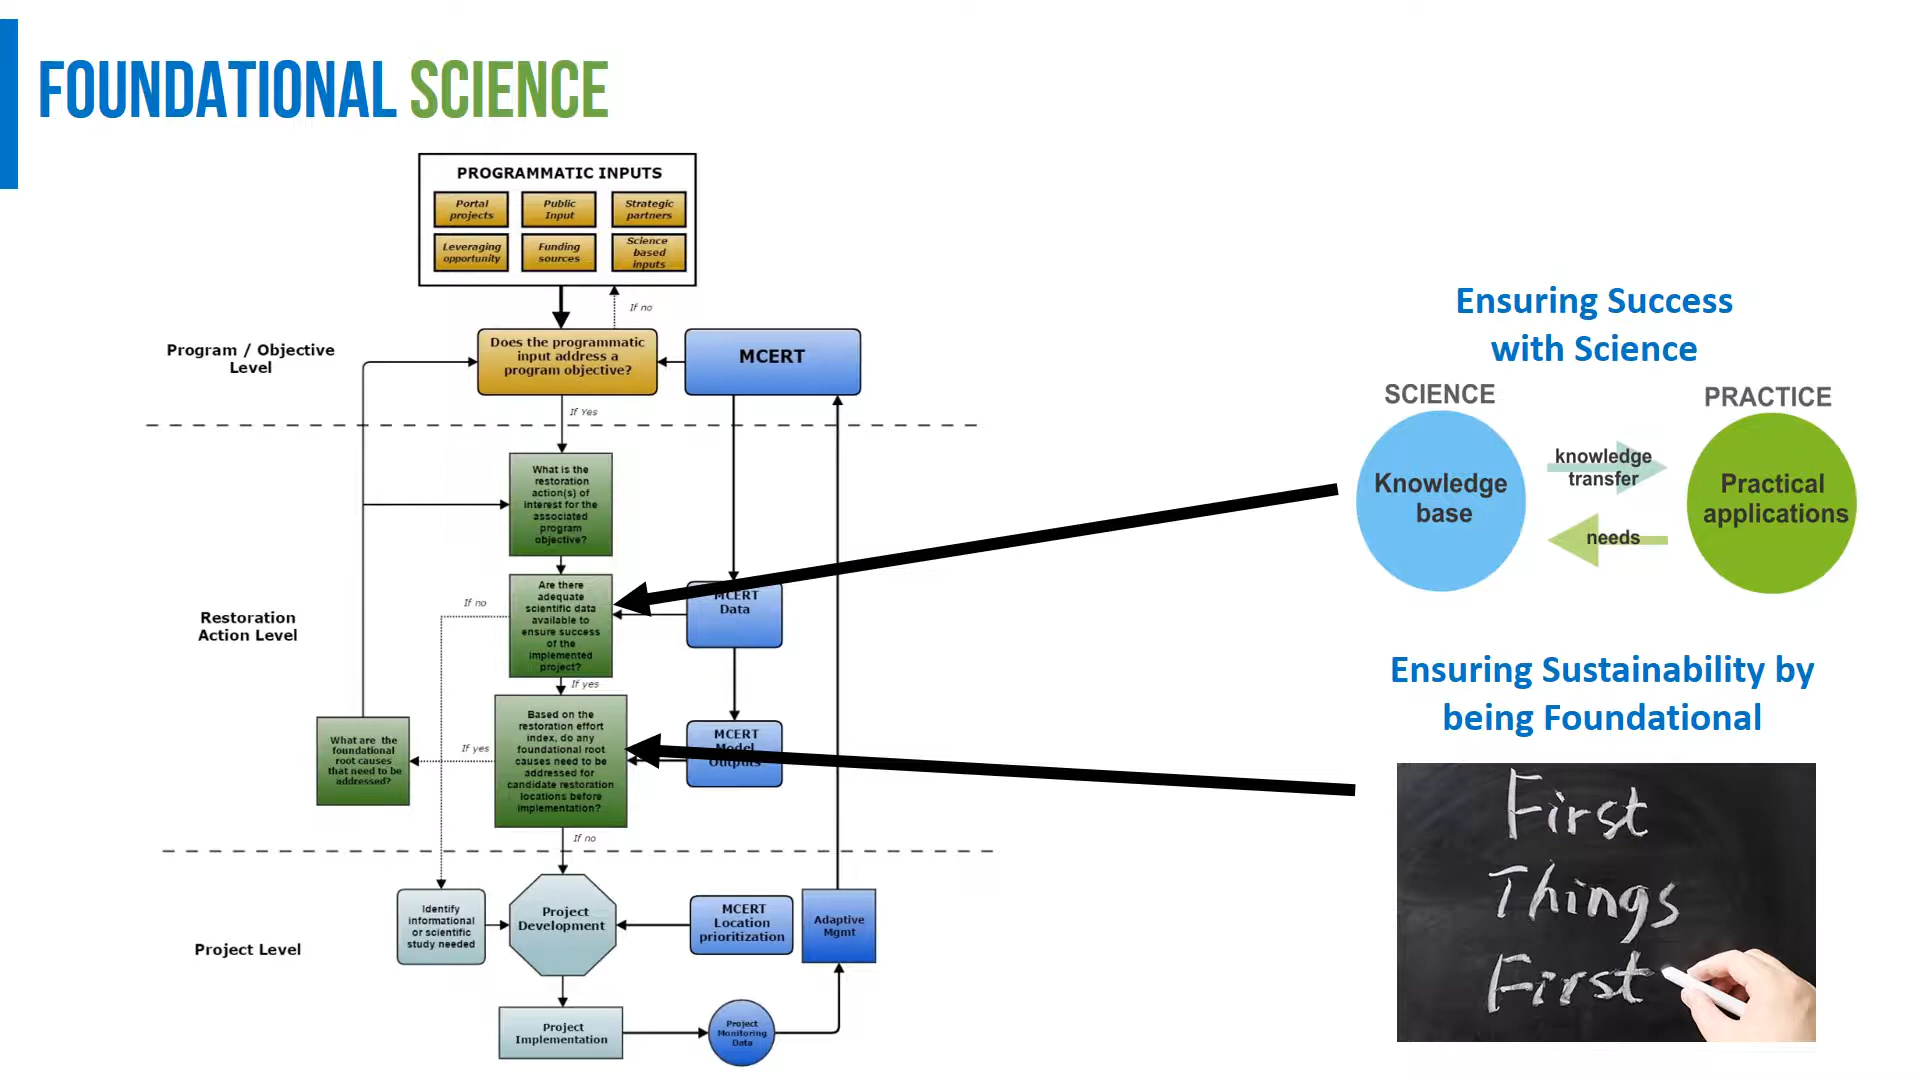 FOUNDATIONAL SCIENCE
PROGRAMMATIC INPUTS
Portal
projects
Public
Input
Strategic
partners
Leveraging
opportunity
Funding
sources
Science
based
inputs
If no
Program / Objective
Level
Does the programmatic
input address a
program objective?
MCERT
If Yes
What is the
restoration
action(s) of
interest for the
associated
program
objective?
Restoration
Action Level
If no
Are there
adequate
scientific data
available to
ensure success
of the
implemented
project?
MCERT
Data
If yes
What are the
foundational
root causes
that need to be
addressed?
If yes
Based on the
restoration effort
index, do any
foundational root
causes need to be
addressed for
candidate restoration
locations before
implementation?
MCERT
Model
Outputs
If no
Project Level
Identify
informational
or scientific
study needed
Project
Development
MCERT
Location
prioritization
Adaptive
Mgmt
Project
Implementation
Project
Monitoring
Data
Ensuring Success
with Science
SCIENCE
PRACTICE
Knowledge
base
knowledge
transfer
needs
Practical
applications
Ensuring Sustainability by
being Foundational
First
Things
First